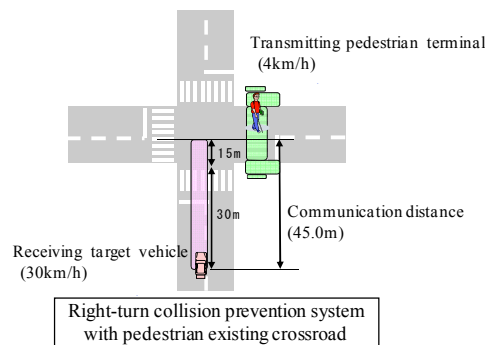 Transmitting pedestrian terminal
(4km/h)
15m
30m
Communication distance
(45.0m)
Receiving target vehicle
(30km/h)
Right-turn collision prevention system
with pedestrian existing crossroad